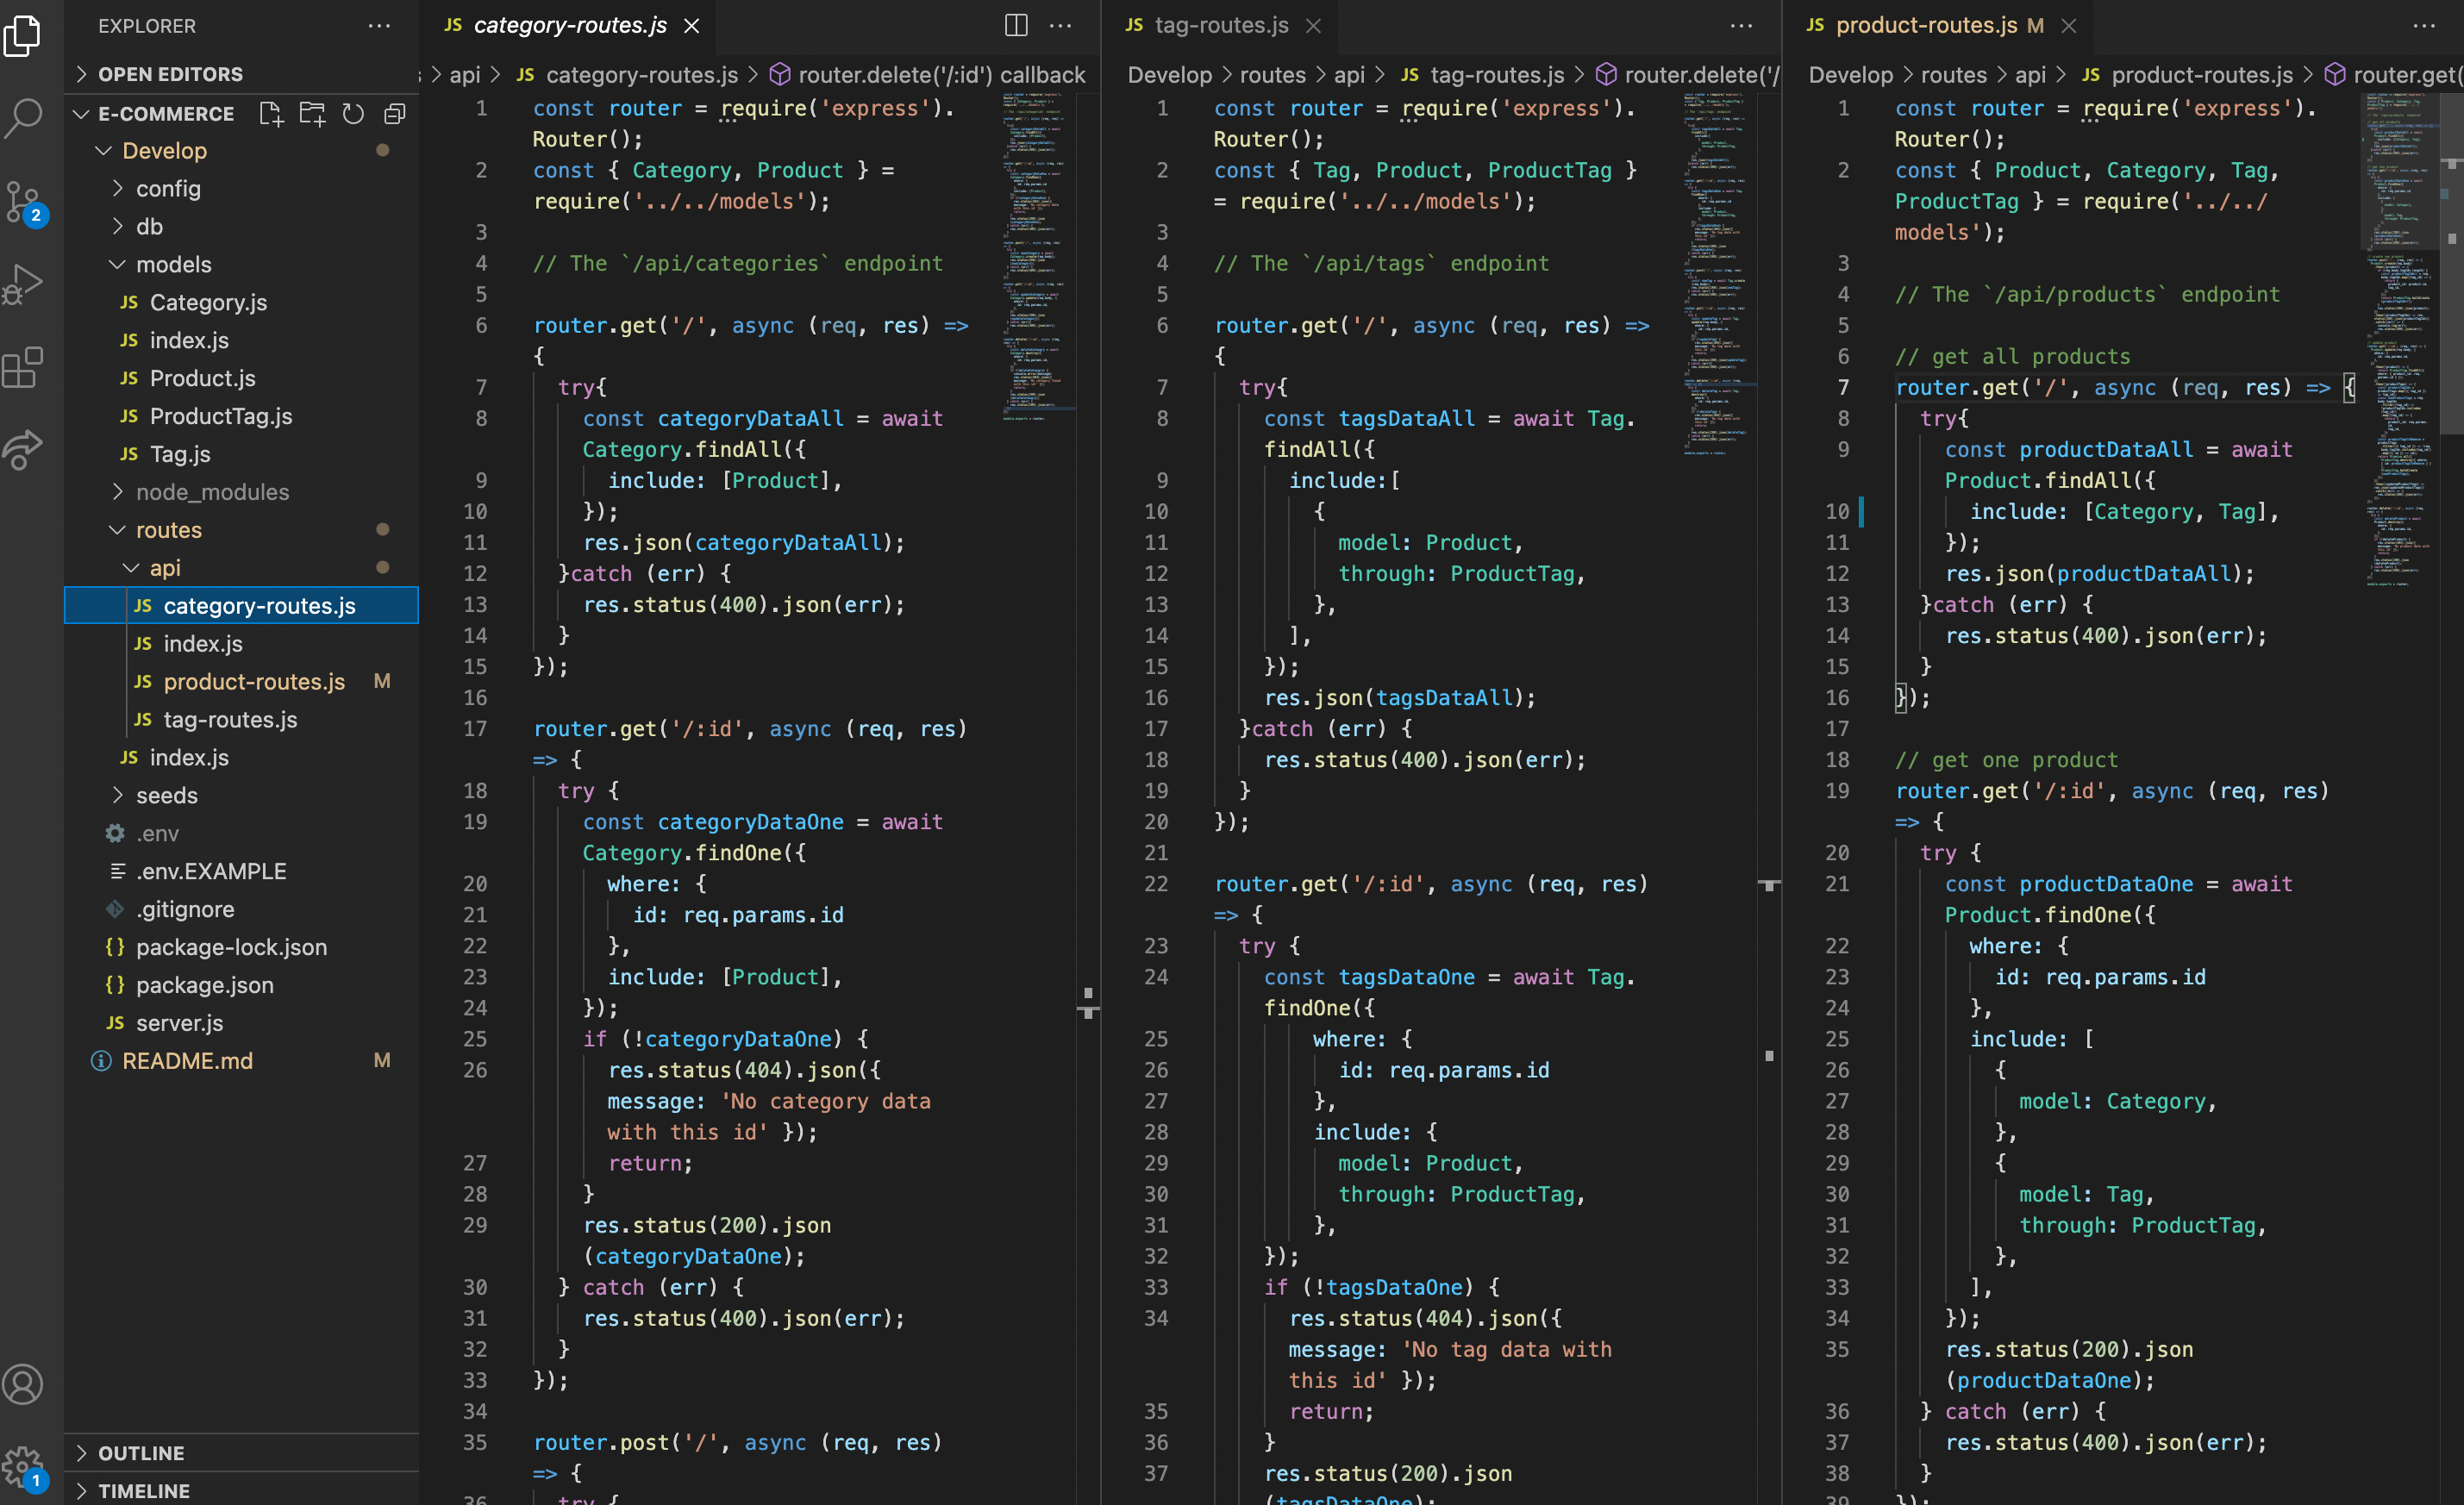 EXPLORER
OPEN EDITORS
E-COMMERCE
Develop
config
db
models
JS Category.js
JS index.js
JS Product.js
JS ProductTag.js
JS Tag.js
node_modules
routes
api
JS category-routes.js
JS index.js
JS product-routes.js M
JS tag-routes.js
JS index.js
seeds
.env
.env.EXAMPLE
.gitignore
{} package-lock.json
{} package.json
JS server.js
README.md M
OUTLINE
TIMELINE
2
1
JS category-routes.js
api > JS category-routes.js > router.delete('/:id') callback
1 const router = require('express').
Router();
2 const { Category, Product } =
require('../../models');
3
4 // The `/api/categories` endpoint
5
6 router.get('/', async (req, res) =>
{
7 try{
8 const categoryDataAll = await
Category.findAll({
9 include: [Product],
10 });
11 res.json(categoryDataAll);
12 }catch (err) {
13 res.status(400).json(err);
14 }
15 });
16
17 router.get('/:id', async (req, res)
=> {
18 try {
19 const categoryDataOne = await
Category.findOne({
20 where: {
21 id: req.params.id
22 },
23 include: [Product],
24 });
25 if (!categoryDataOne) {
26 res.status(404).json({
message: 'No category data
with this id' });
27 return;
28 }
29 res.status(200).json
(categoryDataOne);
30 } catch (err) {
31 res.status(400).json(err);
32 }
33 });
34
35 router.post('/', async (req, res)
=> {
36 try {
JS tag-routes.js
Develop > routes > api > JS tag-routes.js > router.delete('/
1 const router = require('express').
Router();
2 const { Tag, Product, ProductTag }
= require('../../models');
3
4 // The `/api/tags` endpoint
5
6 router.get('/', async (req, res) =>
{
7 try{
8 const tagsDataAll = await Tag.
findAll({
9 include:[
10 {
11 model: Product,
12 through: ProductTag,
13 },
14 ],
15 });
16 res.json(tagsDataAll);
17 }catch (err) {
18 res.status(400).json(err);
19 }
20 });
21
22 router.get('/:id', async (req, res)
=> {
23 try {
24 const tagsDataOne = await Tag.
findOne({
25 where: {
26 id: req.params.id
27 },
28 include: {
29 model: Product,
30 through: ProductTag,
31 },
32 });
33 if (!tagsDataOne) {
34 res.status(404).json({
message: 'No tag data with
this id' });
35 return;
36 }
37 res.status(200).json
(tagsDataOne);
JS product-routes.js M
Develop > routes > api > JS product-routes.js > router.get(
1 const router = require('express').
Router();
2 const { Product, Category, Tag,
ProductTag } = require('../../
models');
3
4 // The `/api/products` endpoint
5
6 // get all products
7 router.get('/', async (req, res) => {
8 try{
9 const productDataAll = await
Product.findAll({
10 include: [Category, Tag],
11 });
12 res.json(productDataAll);
13 }catch (err) {
14 res.status(400).json(err);
15 }
16 });
17
18 // get one product
19 router.get('/:id', async (req, res)
=> {
20 try {
21 const productDataOne = await
Product.findOne({
22 where: {
23 id: req.params.id
24 },
25 include: [
26 {
27 model: Category,
28 },
29 {
30 model: Tag,
31 through: ProductTag,
32 },
33 ],
34 });
35 res.status(200).json
(productDataOne);
36 } catch (err) {
37 res.status(400).json(err);
38 }
39 });